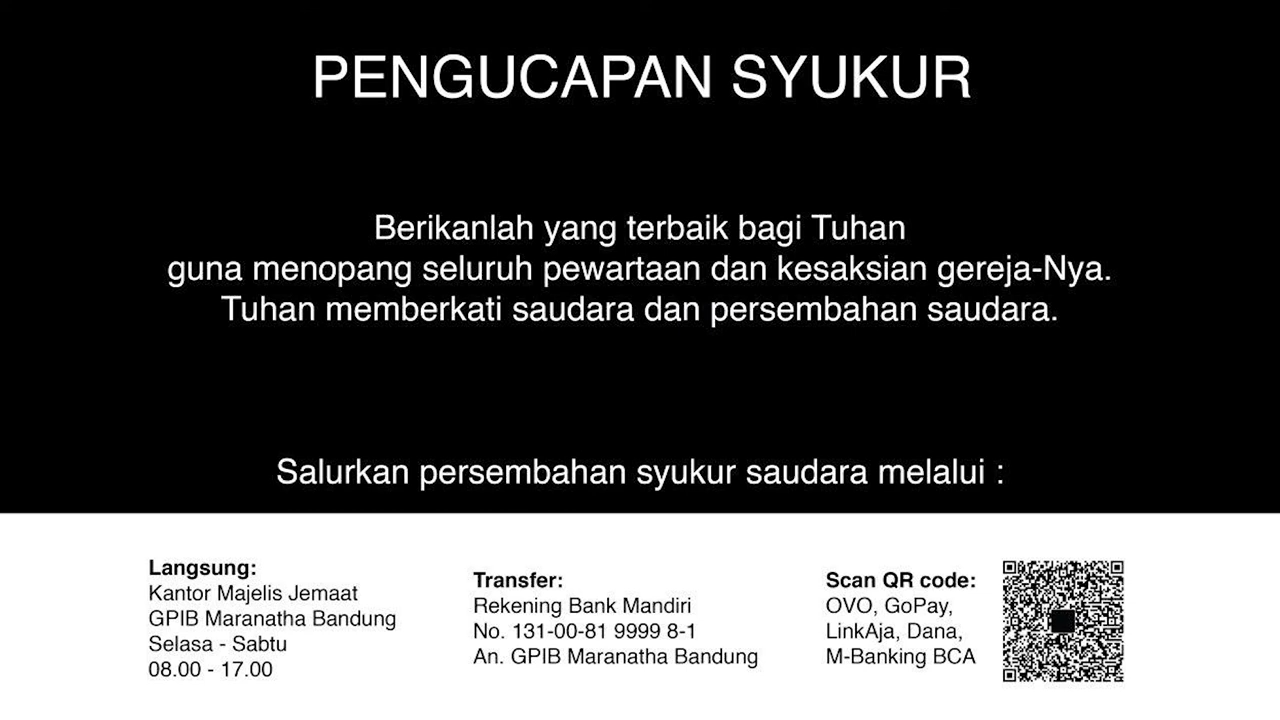 PENGUCAPAN SYUKUR
Berikanlah yang terbaik bagi Tuhan
guna menopang seluruh pewartaan dan kesaksian gereja-Nya.
Tuhan memberkati saudara dan persembahan saudara.
Salurkan persembahan syukur saudara melalui :
Langsung:
Kantor Majelis Jemaat
GPIB Maranatha Bandung
Selasa - Sabtu
08.00 - 17.00
Transfer:
Rekening Bank Mandiri
No. 131-00-81 9999 8-1
An. GPIB Maranatha Bandung
Scan QR code:
OVO, GoPay,
LinkAja, Dana,
M-Banking BCA